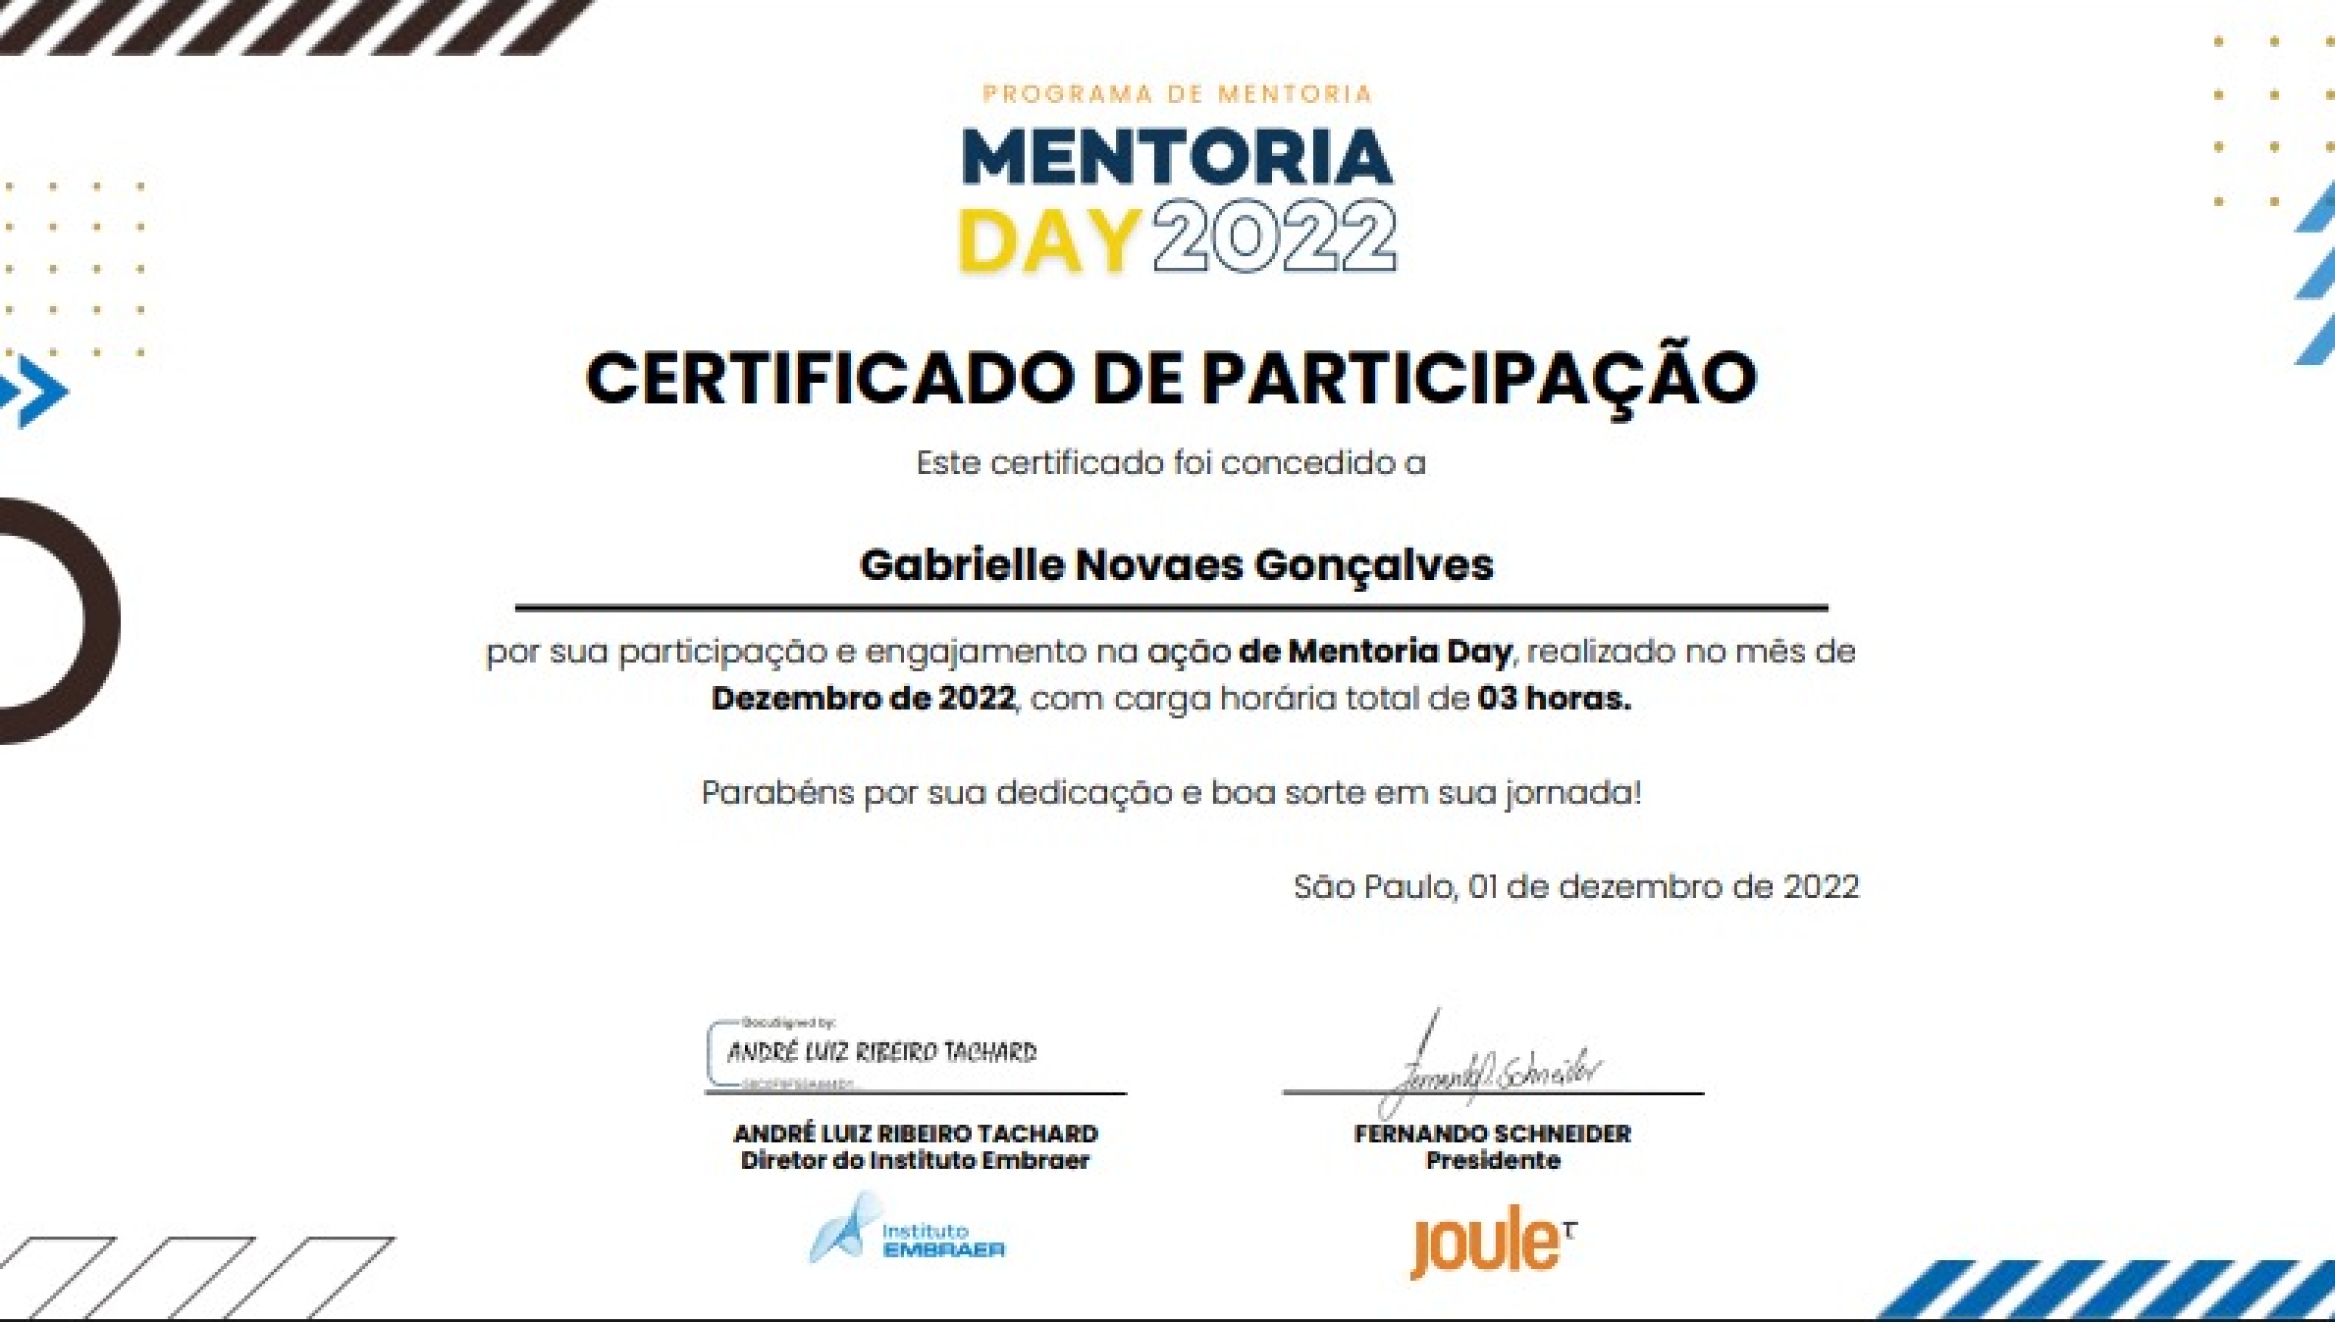 PROGRAMA DE MENTORIA
MENTORIA
DAY 2022
CERTIFICADO DE PARTICIPAÇÃO
Este certificado foi concedido a
Gabrielle Novaes Gonçalves
por sua participação e engajamento na ação de Mentoria Day, realizado no mês de
Dezembro de 2022, com carga horária total de 03 horas.
Parabéns por sua dedicação e boa sorte em sua jornada!
São Paulo, 01 de dezembro de 2022
DocuSigned by:
ANDRÉ LUIZ RIBEIRO TACHARD
ANDRÉ LUIZ RIBEIRO TACHARD
Diretor do Instituto Embraer
Instituto
EMBRAER
Schneider
FERNANDO SCHNEIDER
Presidente
joule